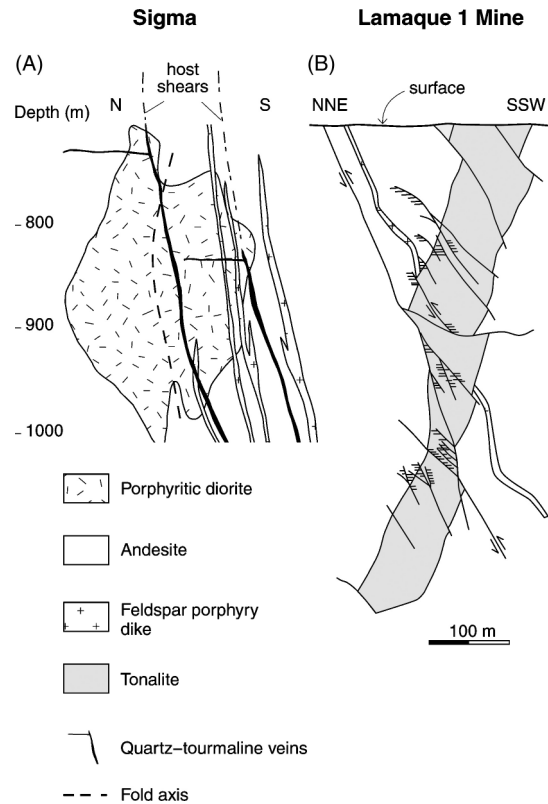 Sigma
Lamaque 1 Mine
(A)
host
shears
(B)
Depth (m)
N
S
NNE
surface
SSW
800
900
1000
Porphyritic diorite
Andesite
Feldspar porphyry
dike
Tonalite
100 m
Quartz–tourmaline veins
Fold axis